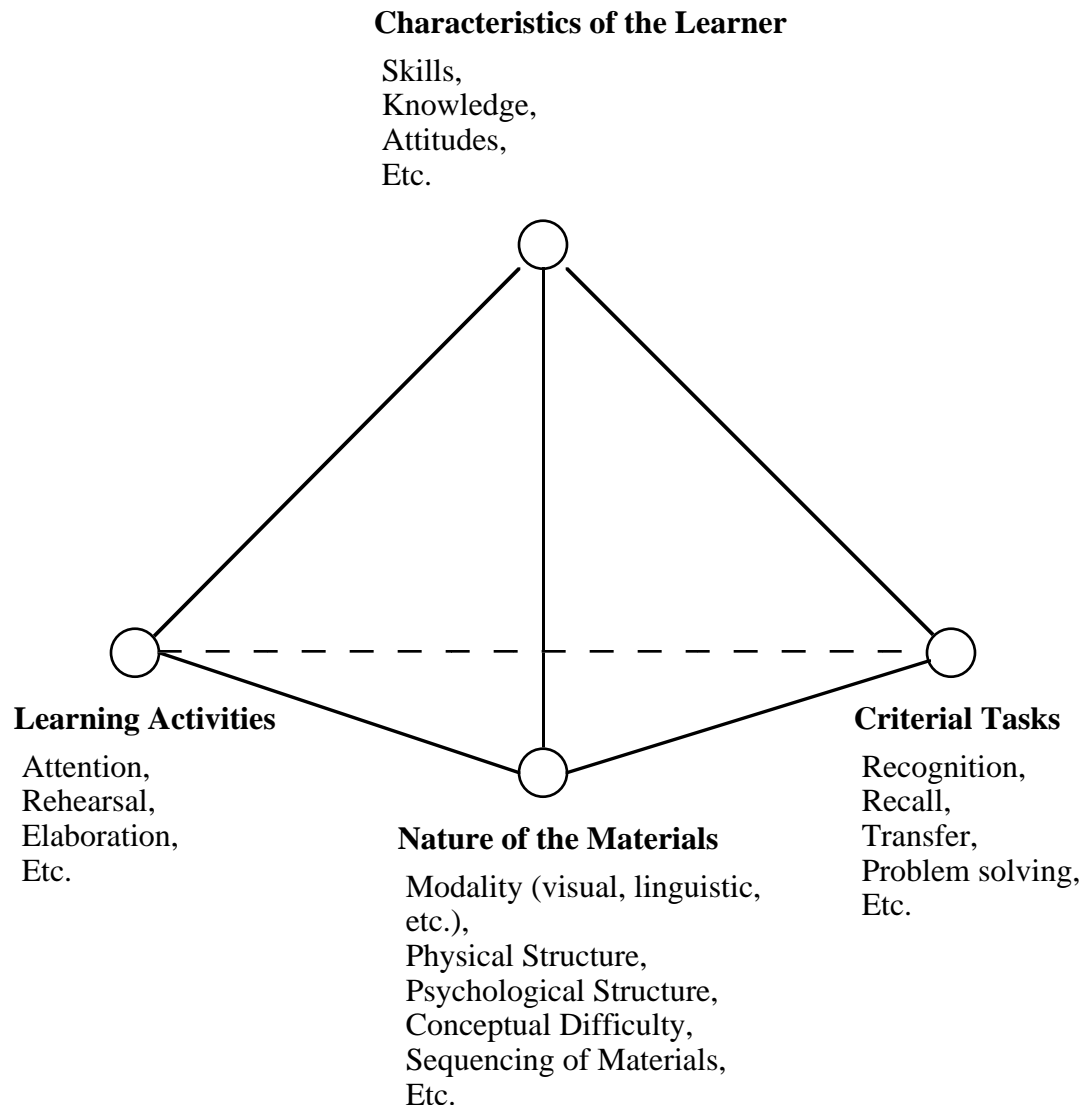 Characteristics of the Learner
Skills,
Knowledge,
Attitudes,
Etc.
Learning Activities
Attention,
Rehearsal,
Elaboration,
Etc.
Nature of the Materials
Modality (visual, linguistic,
etc.),
Physical Structure,
Psychological Structure,
Conceptual Difficulty,
Sequencing of Materials,
Etc.
Criterial Tasks
Recognition,
Recall,
Transfer,
Problem solving,
Etc.